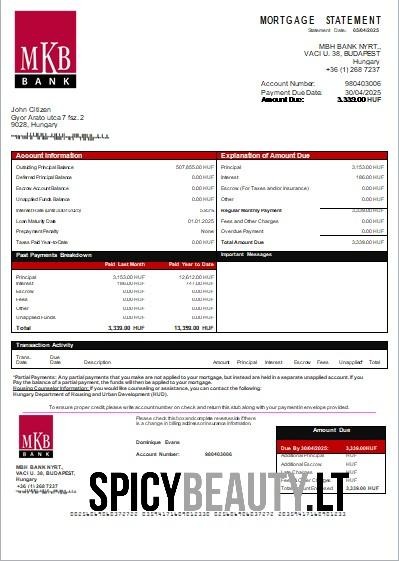 MKB
BANK
MORTGAGE STATEMENT
Statement Date: 05/04/2025
MBH BANK NYRT.,
VACI U. 38, BUDAPEST
Hungary
+36 (1) 268 7237
Account Number: 980403006
Payment Due Date: 30/04/2025
Amount Due: 3,339.00 HUF
John Citizen
Gyor Arato utca 7 fsz. 2
9028, Hungary
Account Information
Outstanding Principal Balance 507,855.00 HUF
Deferred Principal Balance 0.00 HUF
Escrow Account Balance 0.00 HUF
Unapplied Funds Balance 0.00 HUF
Loan Maturity Date 01.01.2025
Prepayment Penalty None
Taxes Paid Year-to-Date 0.00 HUF
Explanation of Amount Due
Principal 3,153.00 HUF
Interest 186.00 HUF
Escrow (For Taxes and/or Insurance) 0.00 HUF
Other 0.00 HUF
Regular Monthly Payment 3,339.00 HUF
Fees and Other Charges 0.00 HUF
Overdue Payment 0.00 HUF
Total Amount Due 3,339.00 HUF
Past Payments Breakdown
Paid Last Month Paid Year to Date
Principal 3,153.00 HUF 12,612.00 HUF
Interest 186.00 HUF 747.00 HUF
Escrow 0.00 HUF 0.00 HUF
Fees 0.00 HUF 0.00 HUF
Other 0.00 HUF 0.00 HUF
Unapplied Funds 0.00 HUF 0.00 HUF
Total 3,339.00 HUF 13,359.00 HUF
Important Messages
Transaction Activity
Trans. Date Due Date Description Amount Principal Interest Escrow Fees Unapplied* Total
*Partial Payments: Any partial payments that you make are not applied to your mortgage, but instead are held in a separate unapplied account. If you
Pay the balance of a partial payment, the funds will then be applied to your mortgage.
Housing Counselor Information: If you would like counseling or assistance, you can contact the following:
Hungary Department of Housing and Urban Development (HUD).
To ensure proper credit, please write account number on check and return this stub along with your payment in envelope provided.
MKB
BANK
Please check this box and complete reverse side if there
is a change in billing address or insurance information
Dominique Evans
Account Number: 980403006
MBH BANK NYRT.,
VACI U. 38, BUDAPEST,
Hungary
+36 (1) 268 7237
Amount Due
Due By 30/04/2025: 3,339.00 HUF
Additional Principal HUF
Additional Escrow HUF
Late Charges HUF
Fees & Other Charges HUF
Total Amount Enclosed 3,339.00 HUF
SPICYBEAUTY.LT